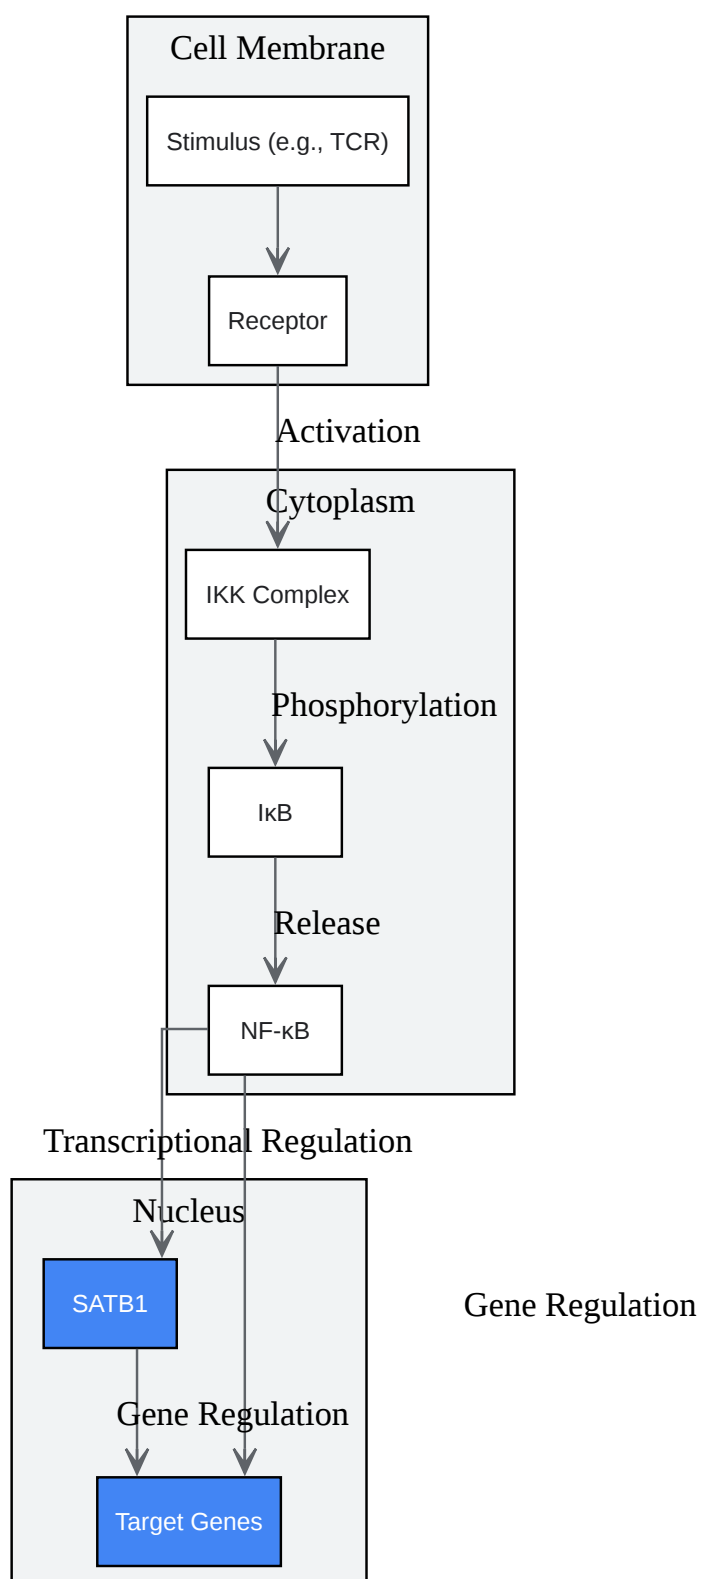 Cell Membrane
Stimulus (e.g., TCR)
Receptor
Activation
Cytoplasm
IKK Complex
Phosphorylation
IκB
Release
NF-κB
Transcriptional Regulation
Nucleus
SATB1
Gene Regulation
Gene Regulation
Target Genes